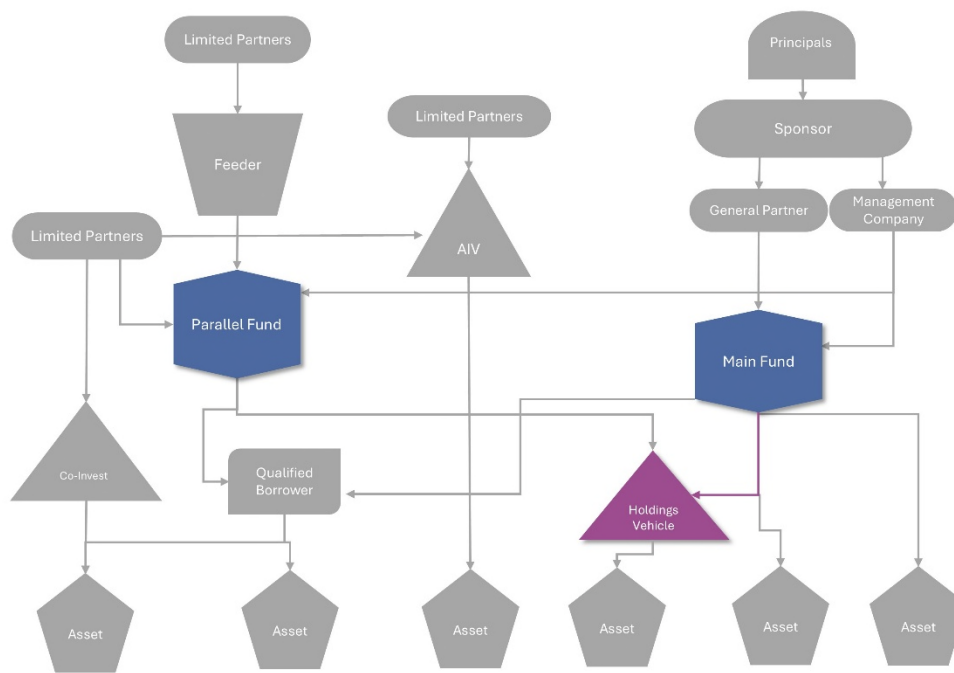 Limited Partners
Principals
Limited Partners
Sponsor
Feeder
General Partner
Management
Company
Limited Partners
AIV
Parallel Fund
Main Fund
Co-Invest
Qualified
Borrower
Holdings
Vehicle
Asset
Asset
Asset
Asset
Asset
Asset